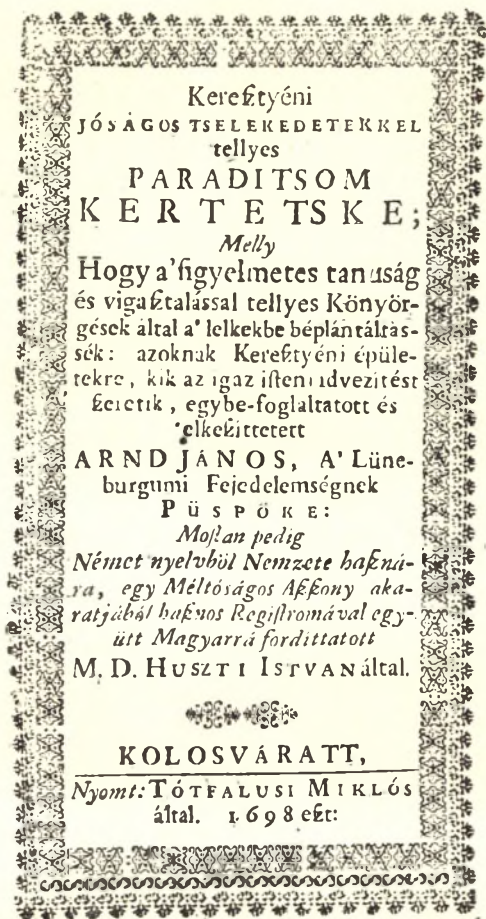 Kereſztyéni
JÓSÁGOS TSELEKEDETEKKEL
tellyes
PARADITSOM
KERTETSKE;
Melly
Hogy a' figyelmetes tanuság
és vigaſztalással tellyes Könyör-
gések által a' lelkekbe béplántáltas-
sék: azoknak Kereſztyéni épüle-
tekre, kik az igaz iſteni idvezitést
ſzeretik, egybe-foglaltatott és
elkeſzittetett
ARND JÁNOS, A' Lüne-
burgumi Fejedelemségnek
PÜSPÖKE:
Moſtan pedig
Német nyelvböl Nemzete haſzná-
ra, egy Méltóságos Aſſzony aka-
ratjából haſznos Regiſtromával egy-
ütt Magyarrá fordittatott
M. D. HUSZTI ISTVAN által.
KOLOSVÁRATT,
Nyomt: TÓTFALUSI MIKLÓS
által. 1698 eſzt: